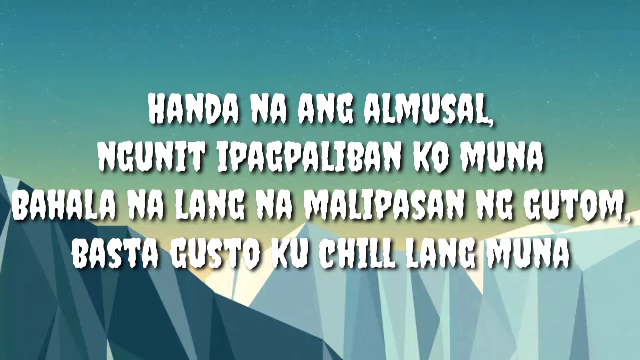 HANDA NA ANG ALMUSAL,
NGUNIT IPAGPALIBAN KO MUNA
BAHALA NA LANG NA MALIPASAN NG GUTOM,
BASTA GUSTO KU CHILL LANG MUNA